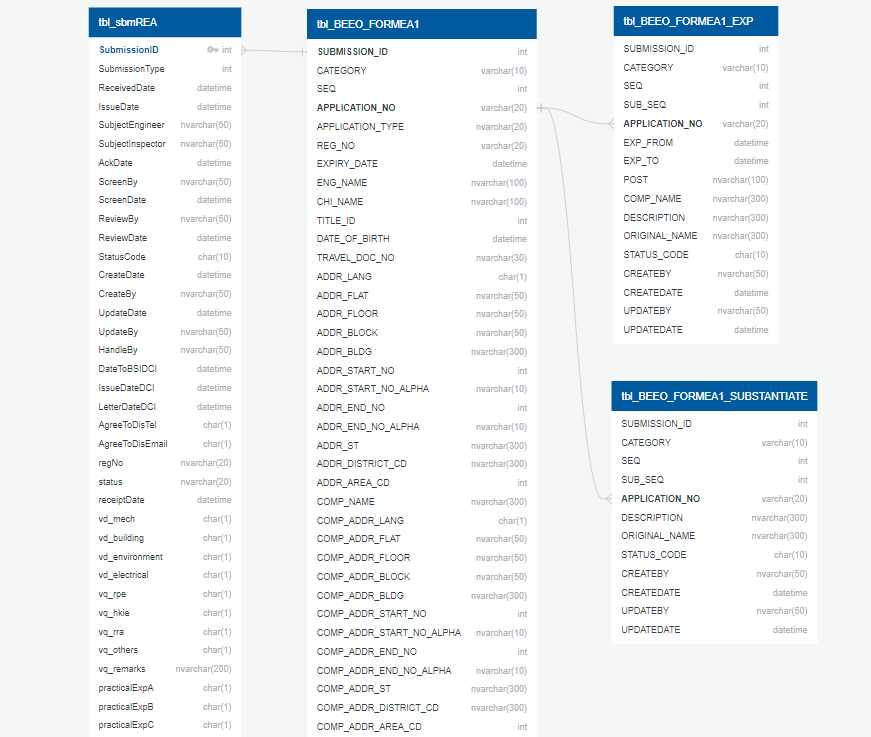 tbl_sbmREA
SubmissionID int
SubmissionType int
ReceivedDate datetime
IssueDate datetime
SubjectEngineer nvarchar(50)
SubjectInspector nvarchar(50)
AckDate datetime
ScreenBy nvarchar(50)
ScreenDate datetime
ReviewBy nvarchar(50)
ReviewDate datetime
StatusCode char(10)
CreateDate datetime
CreateBy nvarchar(50)
UpdateDate datetime
UpdateBy nvarchar(50)
HandleBy nvarchar(50)
DateToBSIDCI datetime
IssueDateDCI datetime
LetterDateDCI datetime
AgreeToDisTel char(1)
AgreeToDisEmail char(1)
regNo nvarchar(20)
status nvarchar(20)
receiptDate datetime
vd_mech char(1)
vd_building char(1)
vd_environment char(1)
vd_electrical char(1)
vq_rpe char(1)
vq_hkie char(1)
vq_rra char(1)
vq_others char(1)
vq_remarks nvarchar(200)
practicalExpA char(1)
practicalExpB char(1)
practicalExpC char(1)
tbl_BEEO_FORMEA1
SUBMISSION_ID int
CATEGORY varchar(10)
SEQ int
APPLICATION_NO varchar(20)
APPLICATION_TYPE nvarchar(20)
REG_NO varchar(20)
EXPIRY_DATE datetime
ENG_NAME nvarchar(100)
CHI_NAME nvarchar(100)
TITLE_ID int
DATE_OF_BIRTH datetime
TRAVEL_DOC_NO nvarchar(30)
ADDR_LANG char(1)
ADDR_FLAT nvarchar(50)
ADDR_FLOOR nvarchar(50)
ADDR_BLOCK nvarchar(50)
ADDR_BLDG nvarchar(300)
ADDR_START_NO int
ADDR_START_NO_ALPHA nvarchar(10)
ADDR_END_NO int
ADDR_END_NO_ALPHA nvarchar(10)
ADDR_ST nvarchar(300)
ADDR_DISTRICT_CD nvarchar(300)
ADDR_AREA_CD int
COMP_NAME nvarchar(300)
COMP_ADDR_LANG char(1)
COMP_ADDR_FLAT nvarchar(50)
COMP_ADDR_FLOOR nvarchar(50)
COMP_ADDR_BLOCK nvarchar(50)
COMP_ADDR_BLDG nvarchar(300)
COMP_ADDR_START_NO int
COMP_ADDR_START_NO_ALPHA nvarchar(10)
COMP_ADDR_END_NO int
COMP_ADDR_END_NO_ALPHA nvarchar(10)
COMP_ADDR_ST nvarchar(300)
COMP_ADDR_DISTRICT_CD nvarchar(300)
COMP_ADDR_AREA_CD int
tbl_BEEO_FORMEA1_EXP
SUBMISSION_ID int
CATEGORY varchar(10)
SEQ int
SUB_SEQ int
APPLICATION_NO varchar(20)
EXP_FROM datetime
EXP_TO datetime
POST nvarchar(100)
COMP_NAME nvarchar(300)
DESCRIPTION nvarchar(300)
ORIGINAL_NAME nvarchar(300)
STATUS_CODE char(10)
CREATEBY nvarchar(50)
CREATEDATE datetime
UPDATEBY nvarchar(50)
UPDATEDATE datetime
tbl_BEEO_FORMEA1_SUBSTANTIATE
SUBMISSION_ID int
CATEGORY varchar(10)
SEQ int
SUB_SEQ int
APPLICATION_NO varchar(20)
DESCRIPTION nvarchar(300)
ORIGINAL_NAME nvarchar(300)
STATUS_CODE char(10)
CREATEBY nvarchar(50)
CREATEDATE datetime
UPDATEBY nvarchar(50)
UPDATEDATE datetime